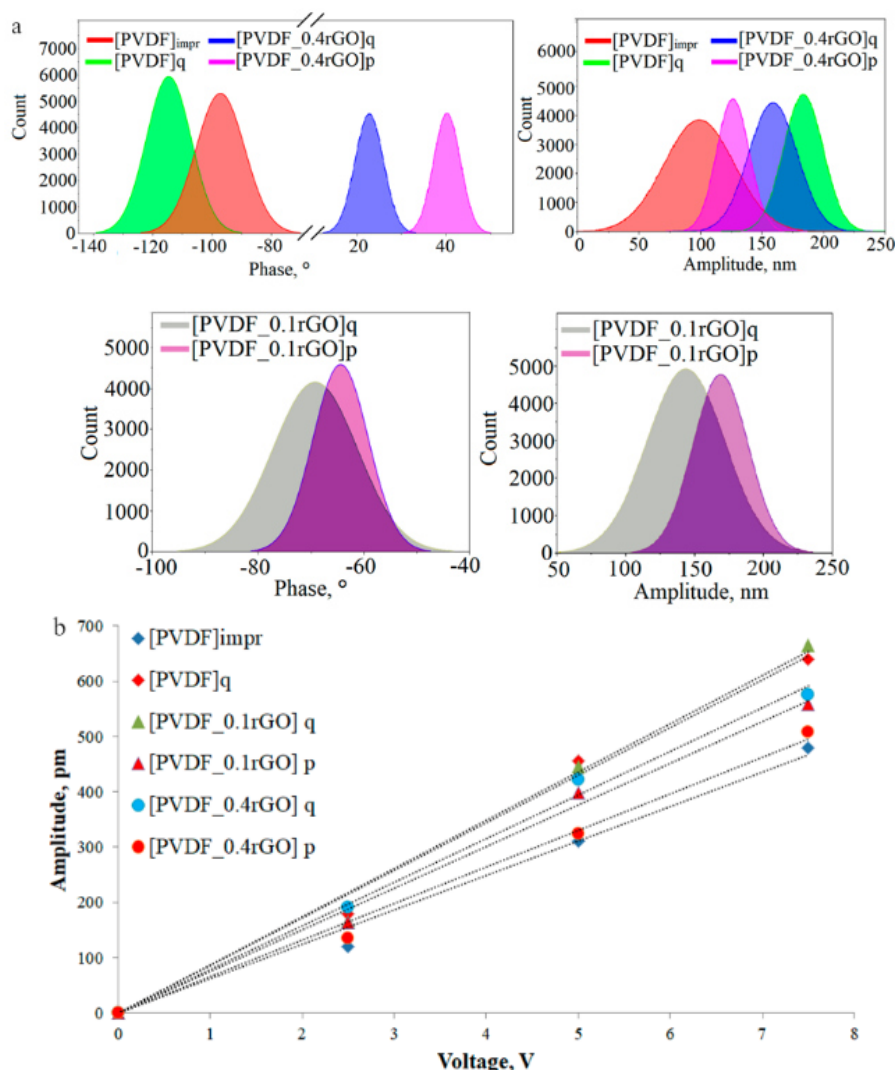 a
[PVDF]impr [PVDF_0.4rGO]q
[PVDF]q [PVDF_0.4rGO]p
7000
6000
5000
4000
3000
2000
1000
0
Count
-140 -120 -100 -80 20 40
Phase, °
[PVDF]impr [PVDF_0.4rGO]q
[PVDF]q [PVDF_0.4rGO]p
6000
5000
4000
3000
2000
1000
0
Count
0 50 100 150 200 250
Amplitude, nm
[PVDF_0.1rGO]q
[PVDF_0.1rGO]p
5000
4000
3000
2000
1000
0
Count
-100 -80 -60 -40
Phase, °
[PVDF_0.1rGO]q
[PVDF_0.1rGO]p
5000
4000
3000
2000
1000
0
Count
50 100 150 200 250
Amplitude, nm
b
700
600
500
400
300
200
100
0
Amplitude, pm
[PVDF]impr
[PVDF]q
[PVDF_0.1rGO] q
[PVDF_0.1rGO] p
[PVDF_0.4rGO] q
[PVDF_0.4rGO] p
0 1 2 3 4 5 6 7 8
Voltage, V